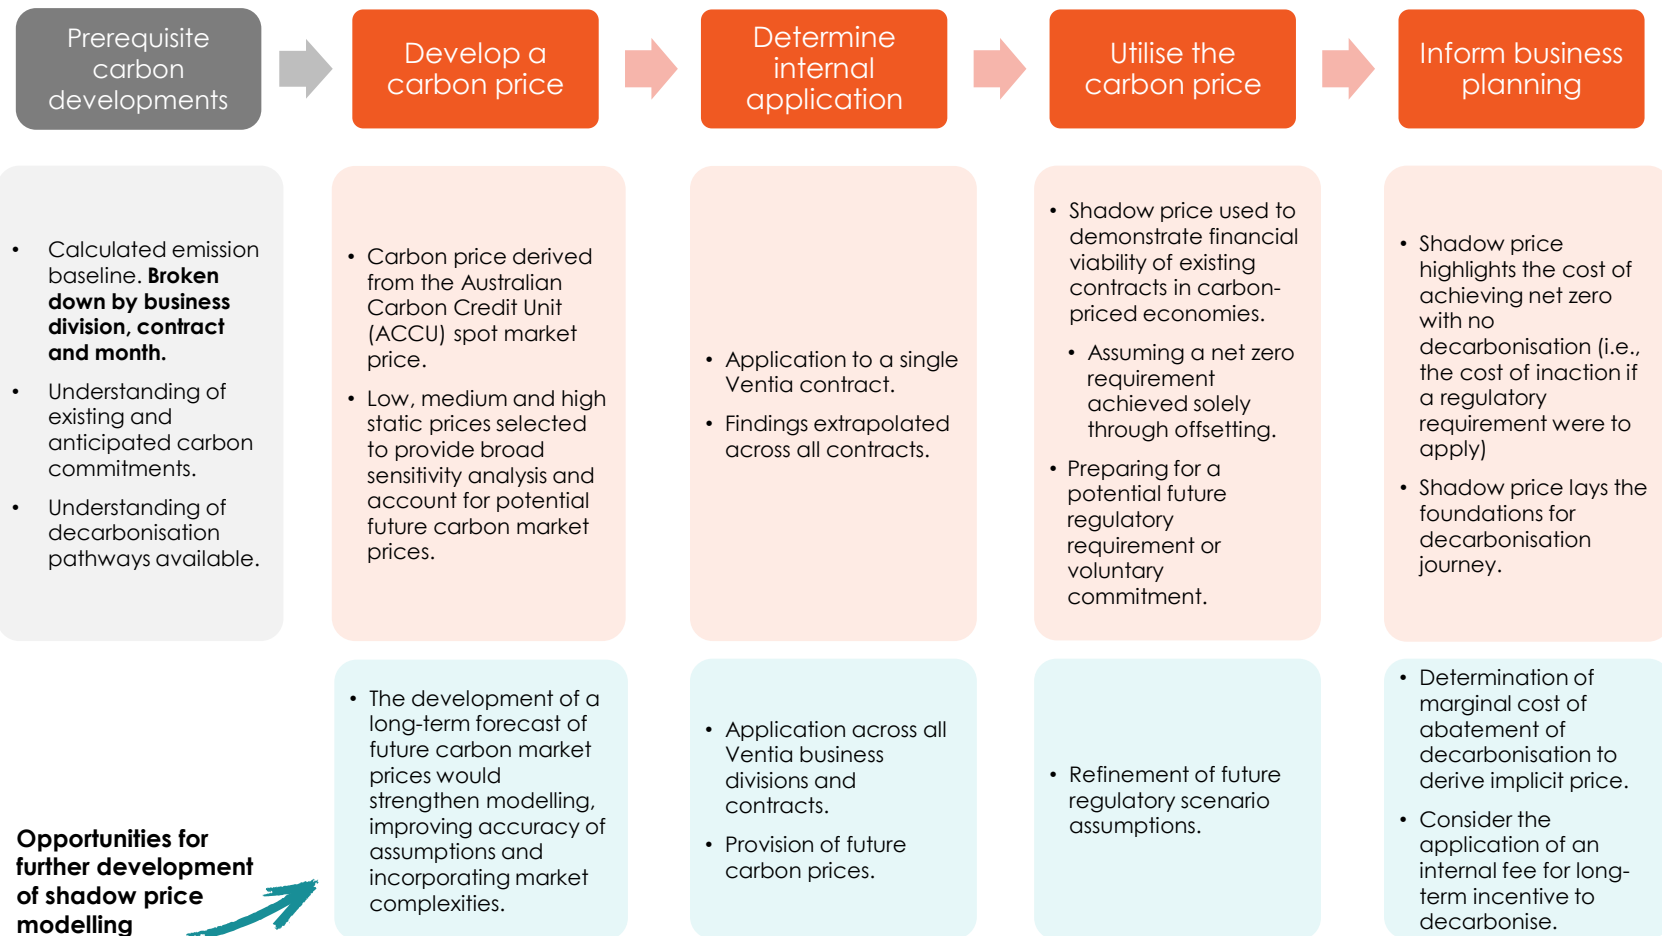 Prerequisite
carbon
developments
Develop a
carbon price
Determine
internal
application
Utilise the
carbon price
Inform business
planning
• Calculated emission
baseline. Broken
down by business
division, contract
and month.
• Understanding of
existing and
anticipated carbon
commitments.
• Understanding of
decarbonisation
pathways available.
• Carbon price derived
from the Australian
Carbon Credit Unit
(ACCU) spot market
price.
• Low, medium and high
static prices selected
to provide broad
sensitivity analysis and
account for potential
future carbon market
prices.
• Application to a single
Ventia contract.
• Findings extrapolated
across all contracts.
• Shadow price used to
demonstrate financial
viability of existing
contracts in carbon-
priced economies.
• Assuming a net zero
requirement
achieved solely
through offsetting.
• Preparing for a
potential future
regulatory
requirement or
voluntary
commitment.
• Shadow price
highlights the cost of
achieving net zero
with no
decarbonisation (i.e.,
the cost of inaction if
a regulatory
requirement were to
apply)
• Shadow price lays the
foundations for
decarbonisation
journey.
Opportunities for
further development
of shadow price
modelling
• The development of a
long-term forecast of
future carbon market
prices would
strengthen modelling,
improving accuracy of
assumptions and
incorporating market
complexities.
• Application across all
Ventia business
divisions and
contracts.
• Provision of future
carbon prices.
• Refinement of future
regulatory scenario
assumptions.
• Determination of
marginal cost of
abatement of
decarbonisation to
derive implicit price.
• Consider the
application of an
internal fee for long-
term incentive to
decarbonise.